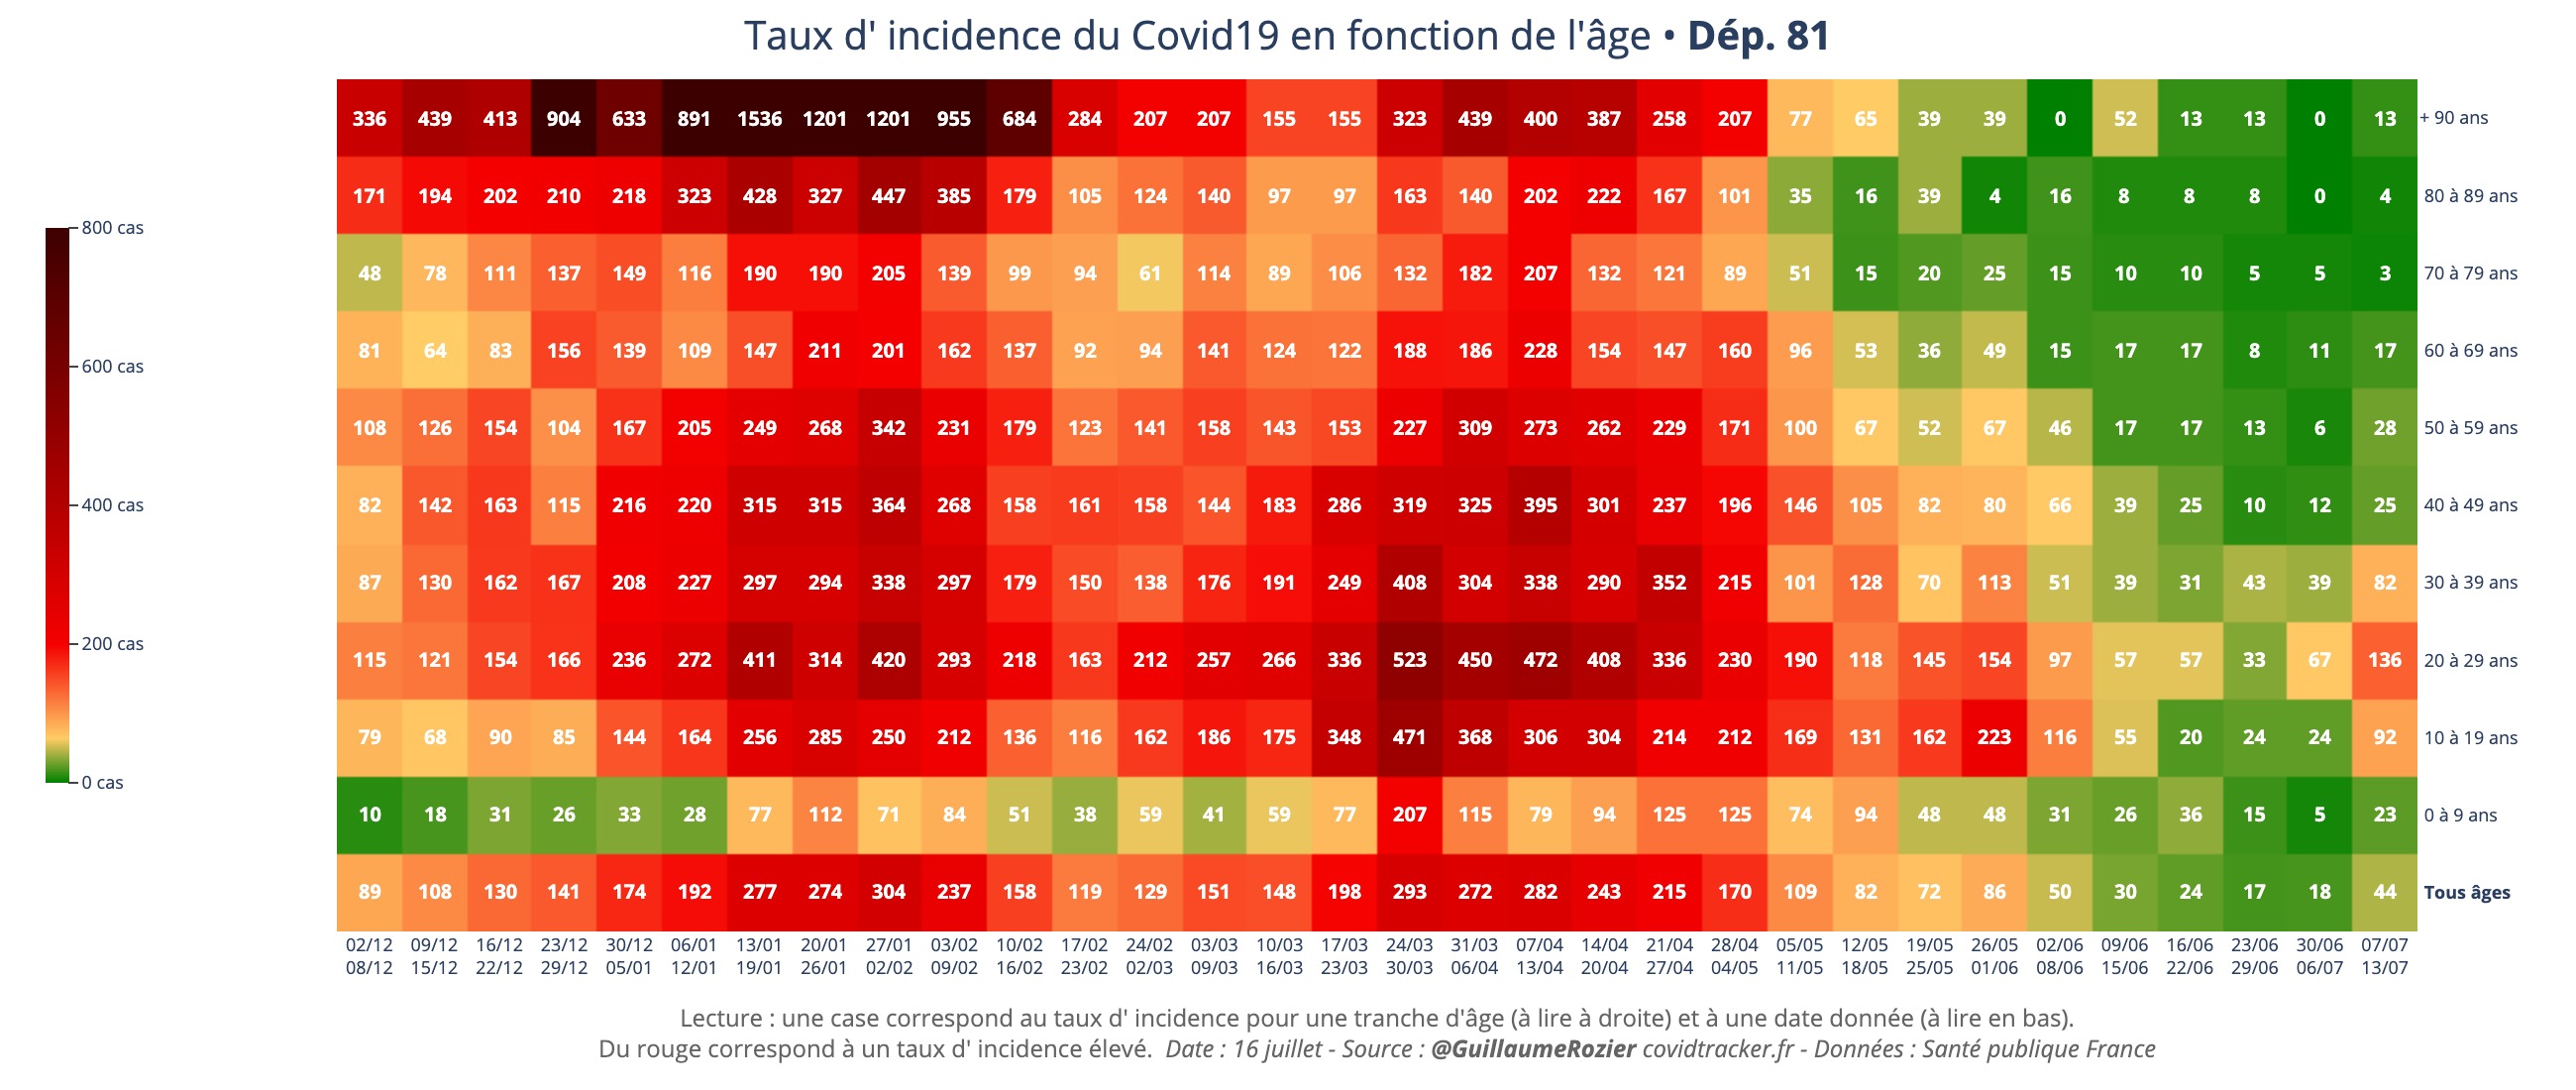 Taux d' incidence du Covid19 en fonction de l'âge • Dép. 81
800 cas
600 cas
400 cas
200 cas
0 cas
336 439 413 904 633 891 1536 1201 1201 955 684 284 207 207 155 155 323 439 400 387 258 207 77 65 39 39 0 52 13 13 0 13 + 90 ans
171 194 202 210 218 323 428 327 447 385 179 105 124 140 97 97 163 140 202 222 167 101 35 16 39 4 16 8 8 8 0 4 80 à 89 ans
48 78 111 137 149 116 190 190 205 139 99 94 61 114 89 106 132 182 207 132 121 89 51 15 20 25 15 10 10 5 5 3 70 à 79 ans
81 64 83 156 139 109 147 211 201 162 137 92 94 141 124 122 188 186 228 154 147 160 96 53 36 49 15 17 17 8 11 17 60 à 69 ans
108 126 154 104 167 205 249 268 342 231 179 123 141 158 143 153 227 309 273 262 229 171 100 67 52 67 46 17 17 13 6 28 50 à 59 ans
82 142 163 115 216 220 315 315 364 268 158 161 158 144 183 286 319 325 395 301 237 196 146 105 82 80 66 39 25 10 12 25 40 à 49 ans
87 130 162 167 208 227 297 294 338 297 179 150 138 176 191 249 408 304 338 290 352 215 101 128 70 113 51 39 31 43 39 82 30 à 39 ans
115 121 154 166 236 272 411 314 420 293 218 163 212 257 266 336 523 450 472 408 336 230 190 118 145 154 97 57 57 33 67 136 20 à 29 ans
79 68 90 85 144 164 256 285 250 212 136 116 162 186 175 348 471 368 306 304 214 212 169 131 162 223 116 55 20 24 24 92 10 à 19 ans
10 18 31 26 33 28 77 112 71 84 51 38 59 41 59 77 207 115 79 94 125 125 74 94 48 48 31 26 36 15 5 23 0 à 9 ans
89 108 130 141 174 192 277 274 304 237 158 119 129 151 148 198 293 272 282 243 215 170 109 82 72 86 50 30 24 17 18 44 Tous âges
02/12 09/12 16/12 23/12 30/12 06/01 13/01 20/01 27/01 03/02 10/02 17/02 24/02 03/03 10/03 17/03 24/03 31/03 07/04 14/04 21/04 28/04 05/05 12/05 19/05 26/05 02/06 09/06 16/06 23/06 30/06 07/07
08/12 15/12 22/12 29/12 05/01 12/01 19/01 26/01 02/02 09/02 16/02 23/02 02/03 09/03 16/03 23/03 30/03 06/04 13/04 20/04 27/04 04/05 11/05 18/05 25/05 01/06 08/06 15/06 22/06 29/06 06/07 13/07
Lecture : une case correspond au taux d' incidence pour une tranche d'âge (à lire à droite) et à une date donnée (à lire en bas).
Du rouge correspond à un taux d' incidence élevé. Date : 16 juillet - Source : @GuillaumeRozier covidtracker.fr - Données : Santé publique France